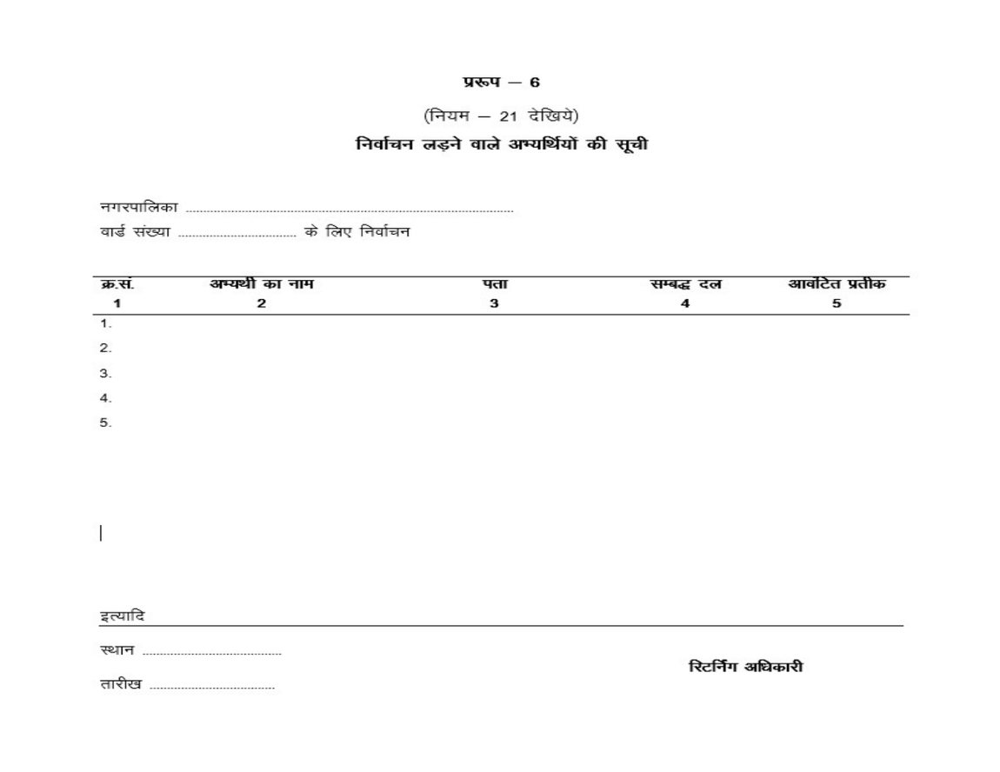 प्ररूप – 6
(नियम – 21 देखिये)
निर्वाचन लड़ने वाले अभ्यर्थियों की सूची
नगरपालिका ..............................................................................................
वार्ड संख्या .................................. के लिए निर्वाचन
क्र.सं. अभ्यथी का नाम पता सम्बद्ध दल आवंटित प्रतीक
1 2 3 4 5
1.
2.
3.
4.
5.
इत्यादि
स्थान ........................................
रिटर्निंग अधिकारी
तारीख ....................................